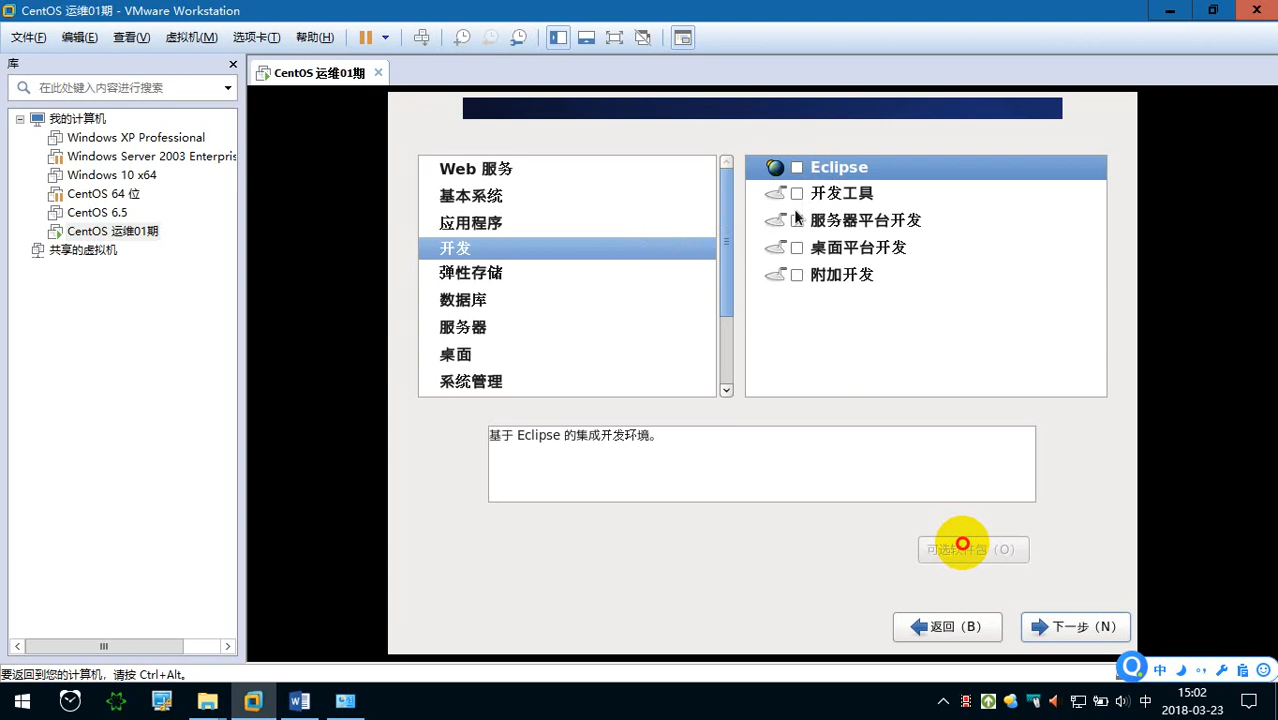 CentOS 运维01期 - VMware Workstation
文件(F) 编辑(E) 查看(V) 虚拟机(M) 选项卡(T) 帮助(H)
库
在此处键入内容进行搜索
CentOS 运维01期
我的计算机
Windows XP Professional
Windows Server 2003 Enterpris
Windows 10 x64
CentOS 64 位
CentOS 6.5
CentOS 运维01期
共享的虚拟机
Web 服务
基本系统
应用程序
开发
弹性存储
数据库
服务器
桌面
系统管理
Eclipse
开发工具
服务器平台开发
桌面平台开发
附加开发
基于 Eclipse 的集成开发环境。
可选软件包(O)
返回(B)
下一步(N)
要返回到您的计算机，请按 Ctrl+Alt。
中
中
15:02
2018-03-23